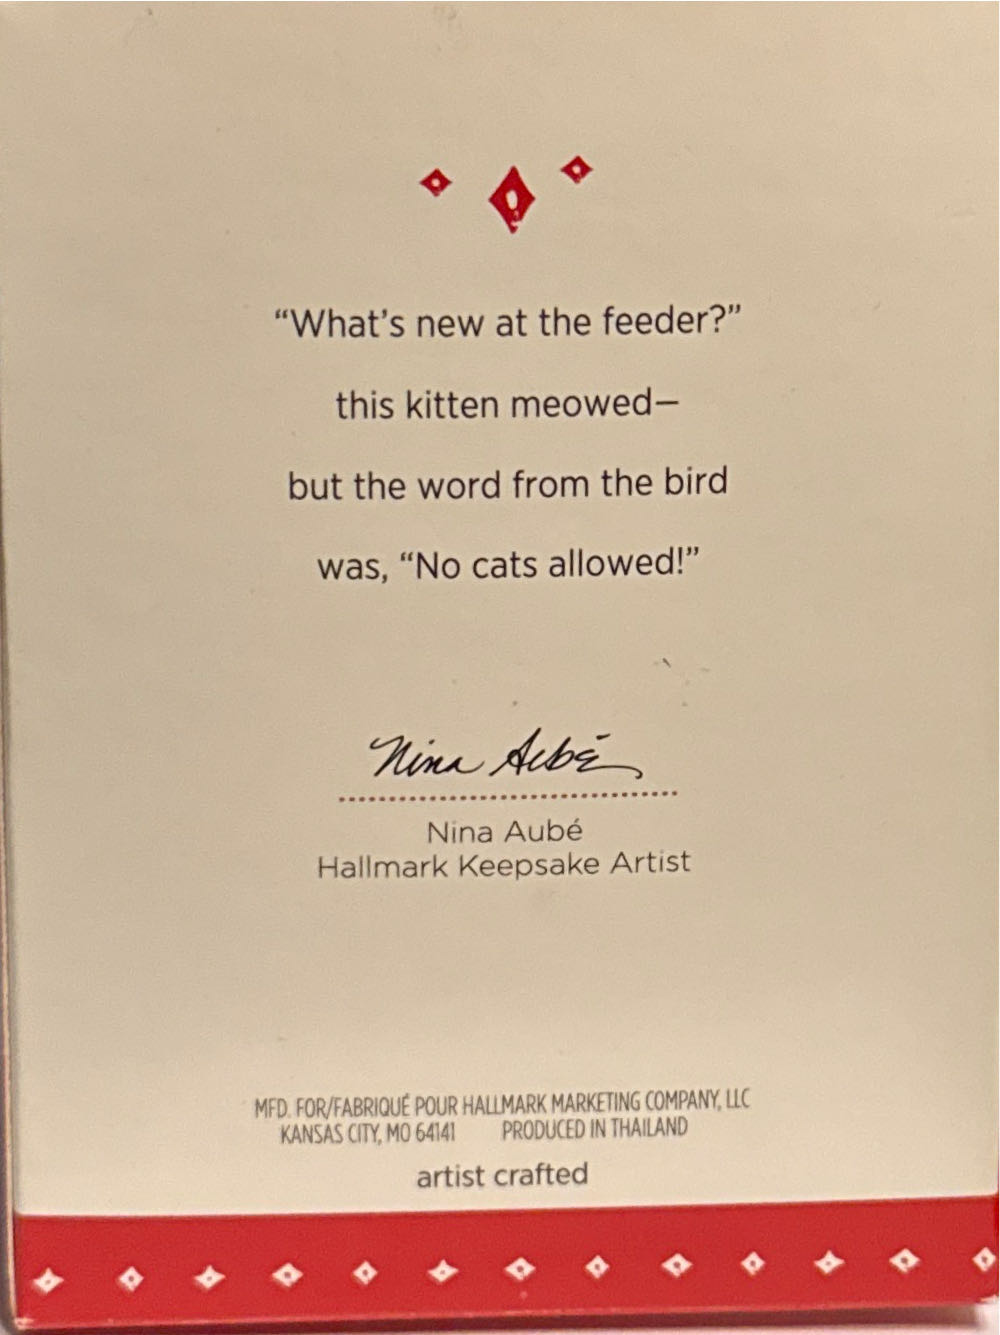 “What’s new at the feeder?”
this kitten meowed—
but the word from the bird
was, “No cats allowed!”
Nina Aubé
Nina Aubé
Hallmark Keepsake Artist
MFD. FOR/FABRIQUÉ POUR HALLMARK MARKETING COMPANY, LLC
KANSAS CITY, MO 64141 PRODUCED IN THAILAND
artist crafted